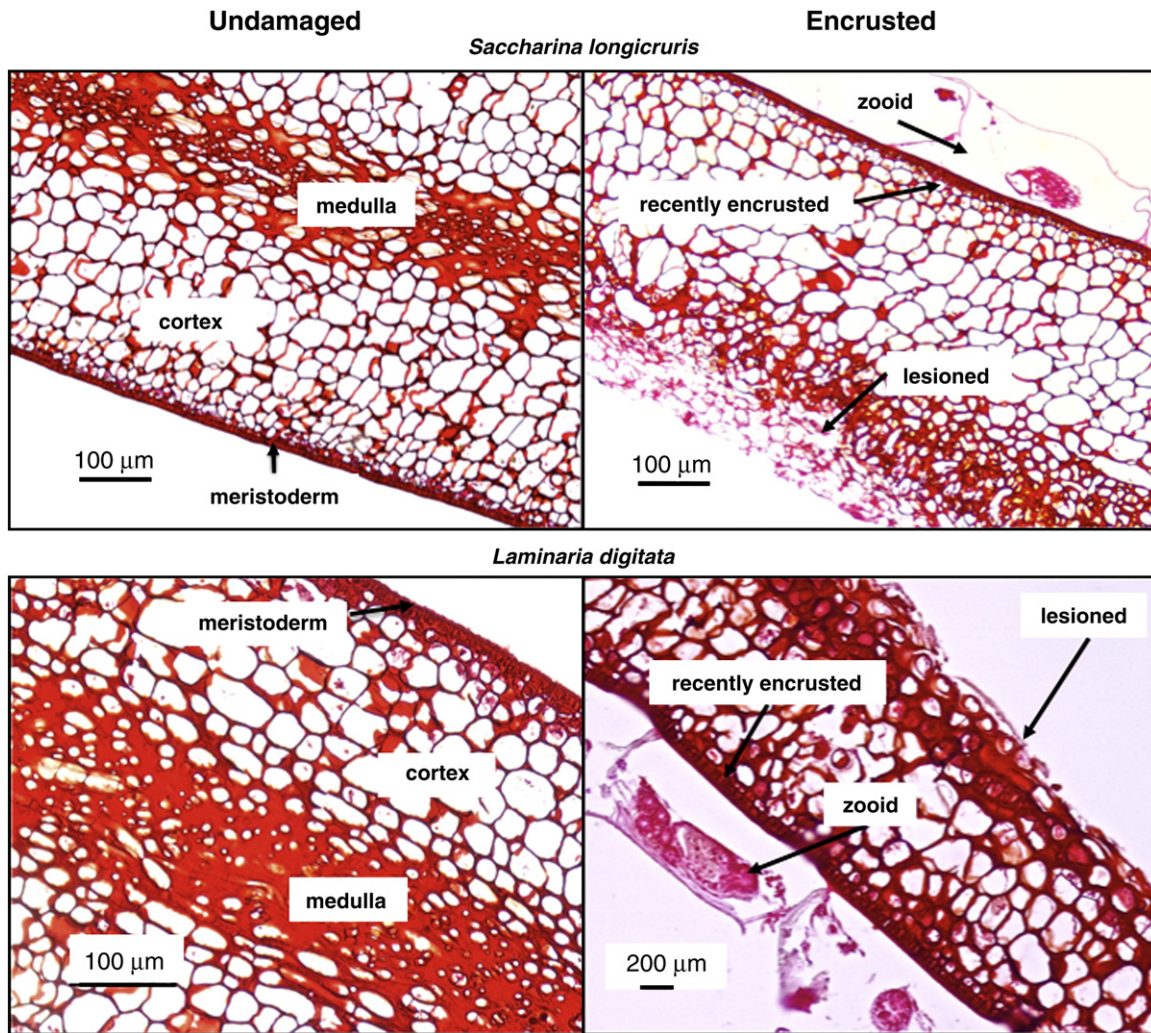 Undamaged
Encrusted
Saccharina longicruris
medulla
cortex
100 μm
meristoderm
zooid
recently encrusted
lesioned
100 μm
Laminaria digitata
meristoderm
cortex
medulla
100 μm
lesioned
recently encrusted
zooid
200 μm